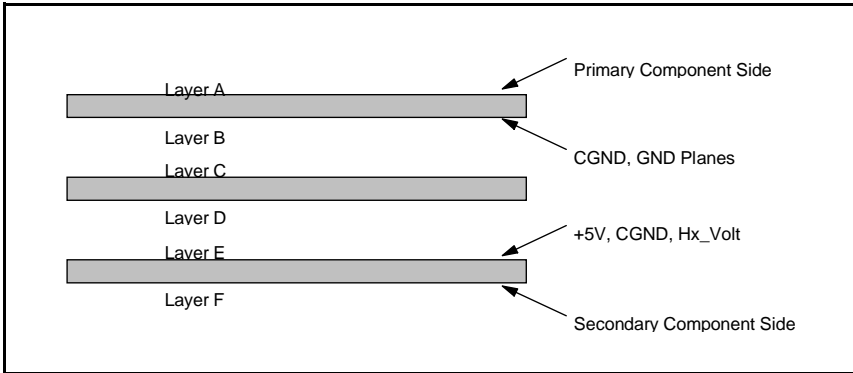 Primary Component Side
Layer A
Layer B
CGND, GND Planes
Layer C
Layer D
+5V, CGND, Hx_Volt
Layer E
Layer F
Secondary Component Side